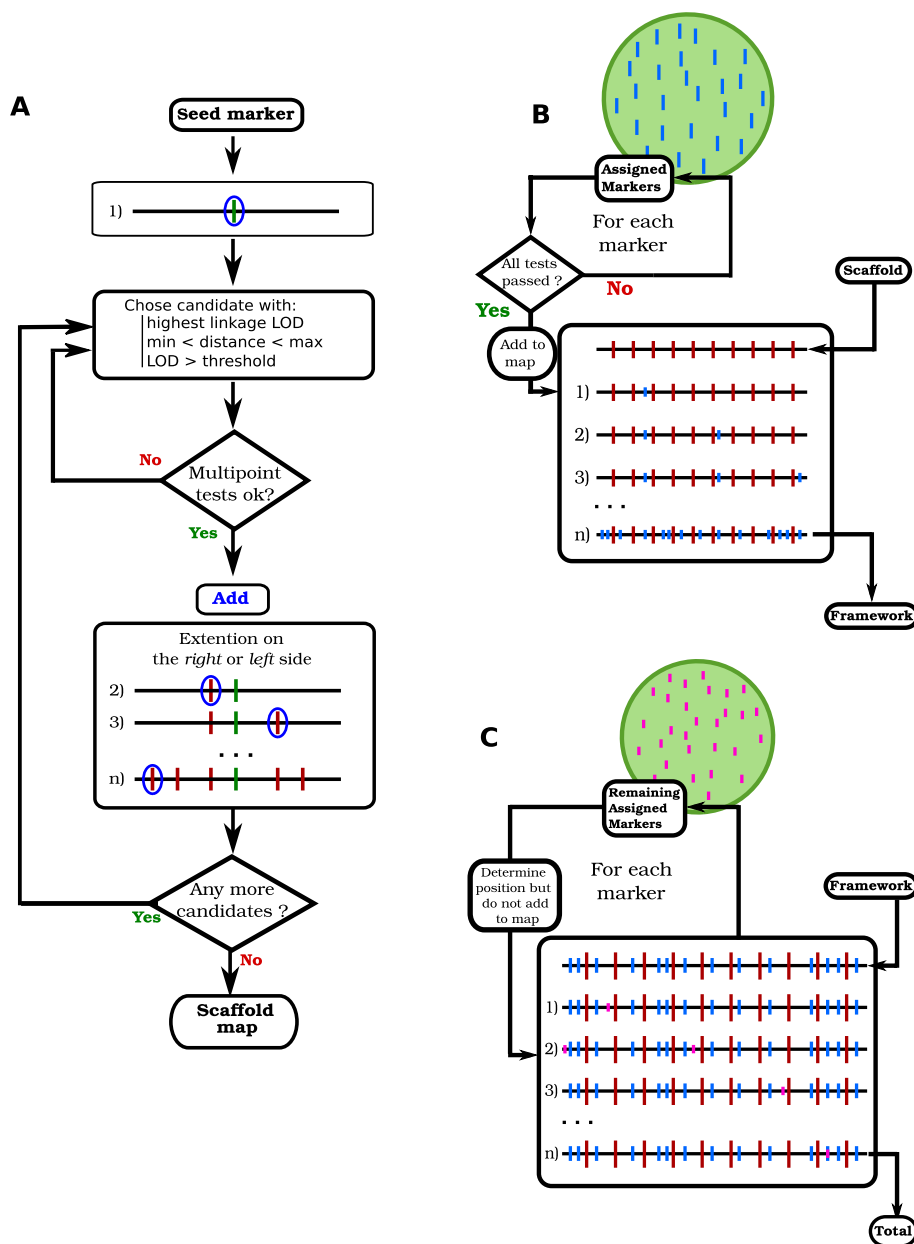 A
Seed marker
1)
Chose candidate with:
highest linkage LOD
min < distance < max
LOD > threshold
No
Multipoint
tests ok?
Yes
Add
Extention on
the right or left side
2)
3)
. . .
n)
Any more
candidates ?
Yes
No
Scaffold
map
B
Assigned
Markers
For each
marker
All tests
passed ?
No
Yes
Scaffold
Add to
map
1)
2)
3)
. . .
n)
Framework
C
Remaining
Assigned
Markers
For each
marker
Determine
position but
do not add
to map
Framework
1)
2)
3)
. . .
n)
Total